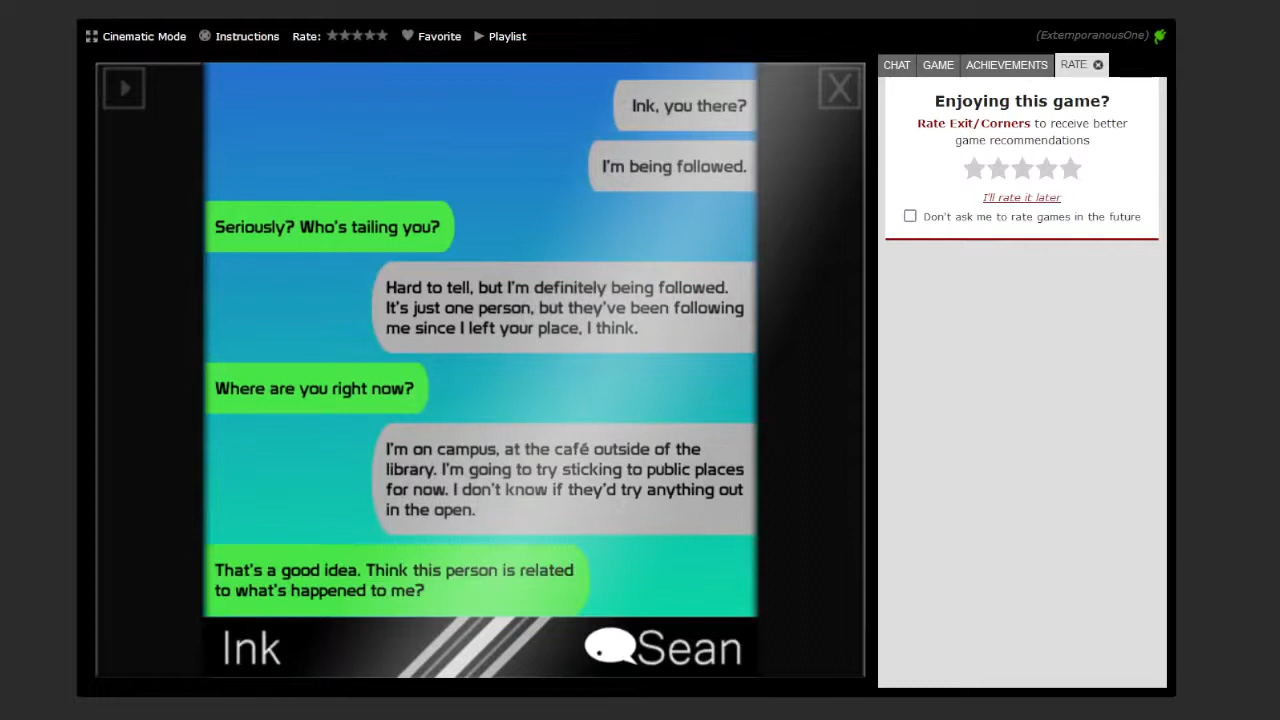 Cinematic Mode Instructions Rate: Favorite Playlist (ExtemporanousOne)
CHAT GAME ACHIEVEMENTS RATE
Enjoying this game?
Rate Exit/Corners to receive better
game recommendations
I'll rate it later
Don't ask me to rate games in the future
Ink, you there?
I'm being followed.
Seriously? Who's tailing you?
Hard to tell, but I'm definitely being followed.
It's just one person, but they've been following
me since I left your place, I think.
Where are you right now?
I'm on campus, at the café outside of the
library. I'm going to try sticking to public places
for now. I don't know if they'd try anything out
in the open.
That's a good idea. Think this person is related
to what's happened to me?
Ink Sean